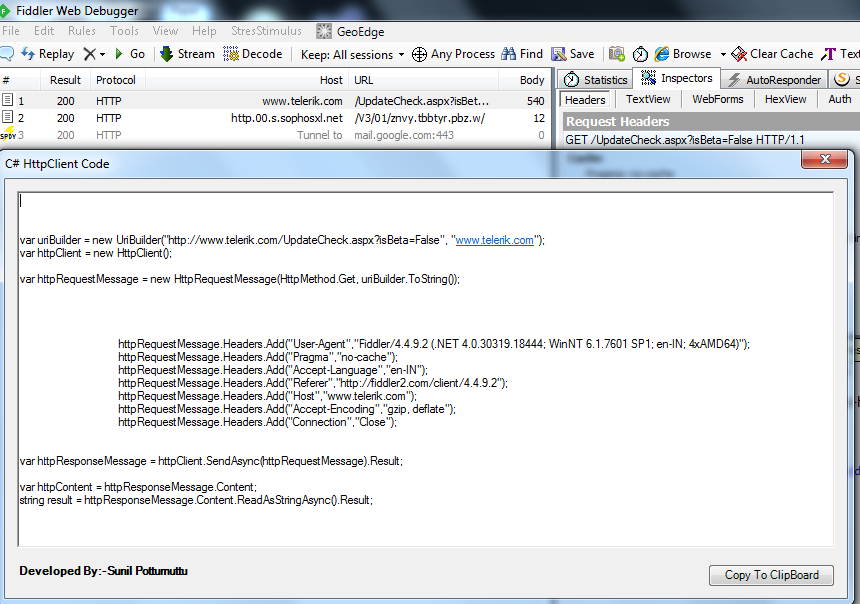 Fiddler Web Debugger
File Edit Rules Tools View Help StresStimulus GeoEdge
Replay Go Stream Decode Keep: All sessions Any Process Find Save Browse Clear Cache Text
# Result Protocol Host URL Body
1 200 HTTP www.telerik.com /UpdateCheck.aspx?isBet... 540
2 200 HTTP http.00.s.sophosxl.net /V3/01/znvy.tbbtyr.pbz.w/ 12
SPDY 3 200 HTTP Tunnel to mail.google.com:443 0
Statistics Inspectors AutoResponder
Headers TextView WebForms HexView Auth
Request Headers
GET /UpdateCheck.aspx?isBeta=False HTTP/1.1
C# HttpClient Code
var uriBuilder = new UriBuilder("http://www.telerik.com/UpdateCheck.aspx?isBeta=False", "www.telerik.com");
var httpClient = new HttpClient();
var httpRequestMessage = new HttpRequestMessage(HttpMethod.Get, uriBuilder.ToString());
httpRequestMessage.Headers.Add("User-Agent","Fiddler/4.4.9.2 (.NET 4.0.30319.18444; WinNT 6.1.7601 SP1; en-IN; 4xAMD64)");
httpRequestMessage.Headers.Add("Pragma","no-cache");
httpRequestMessage.Headers.Add("Accept-Language","en-IN");
httpRequestMessage.Headers.Add("Referer","http://fiddler2.com/client/4.4.9.2");
httpRequestMessage.Headers.Add("Host","www.telerik.com");
httpRequestMessage.Headers.Add("Accept-Encoding","gzip, deflate");
httpRequestMessage.Headers.Add("Connection","Close");
var httpResponseMessage = httpClient.SendAsync(httpRequestMessage).Result;
var httpContent = httpResponseMessage.Content;
string result = httpResponseMessage.Content.ReadAsStringAsync().Result;
Developed By:-Sunil Pottumuttu
Copy To ClipBoard